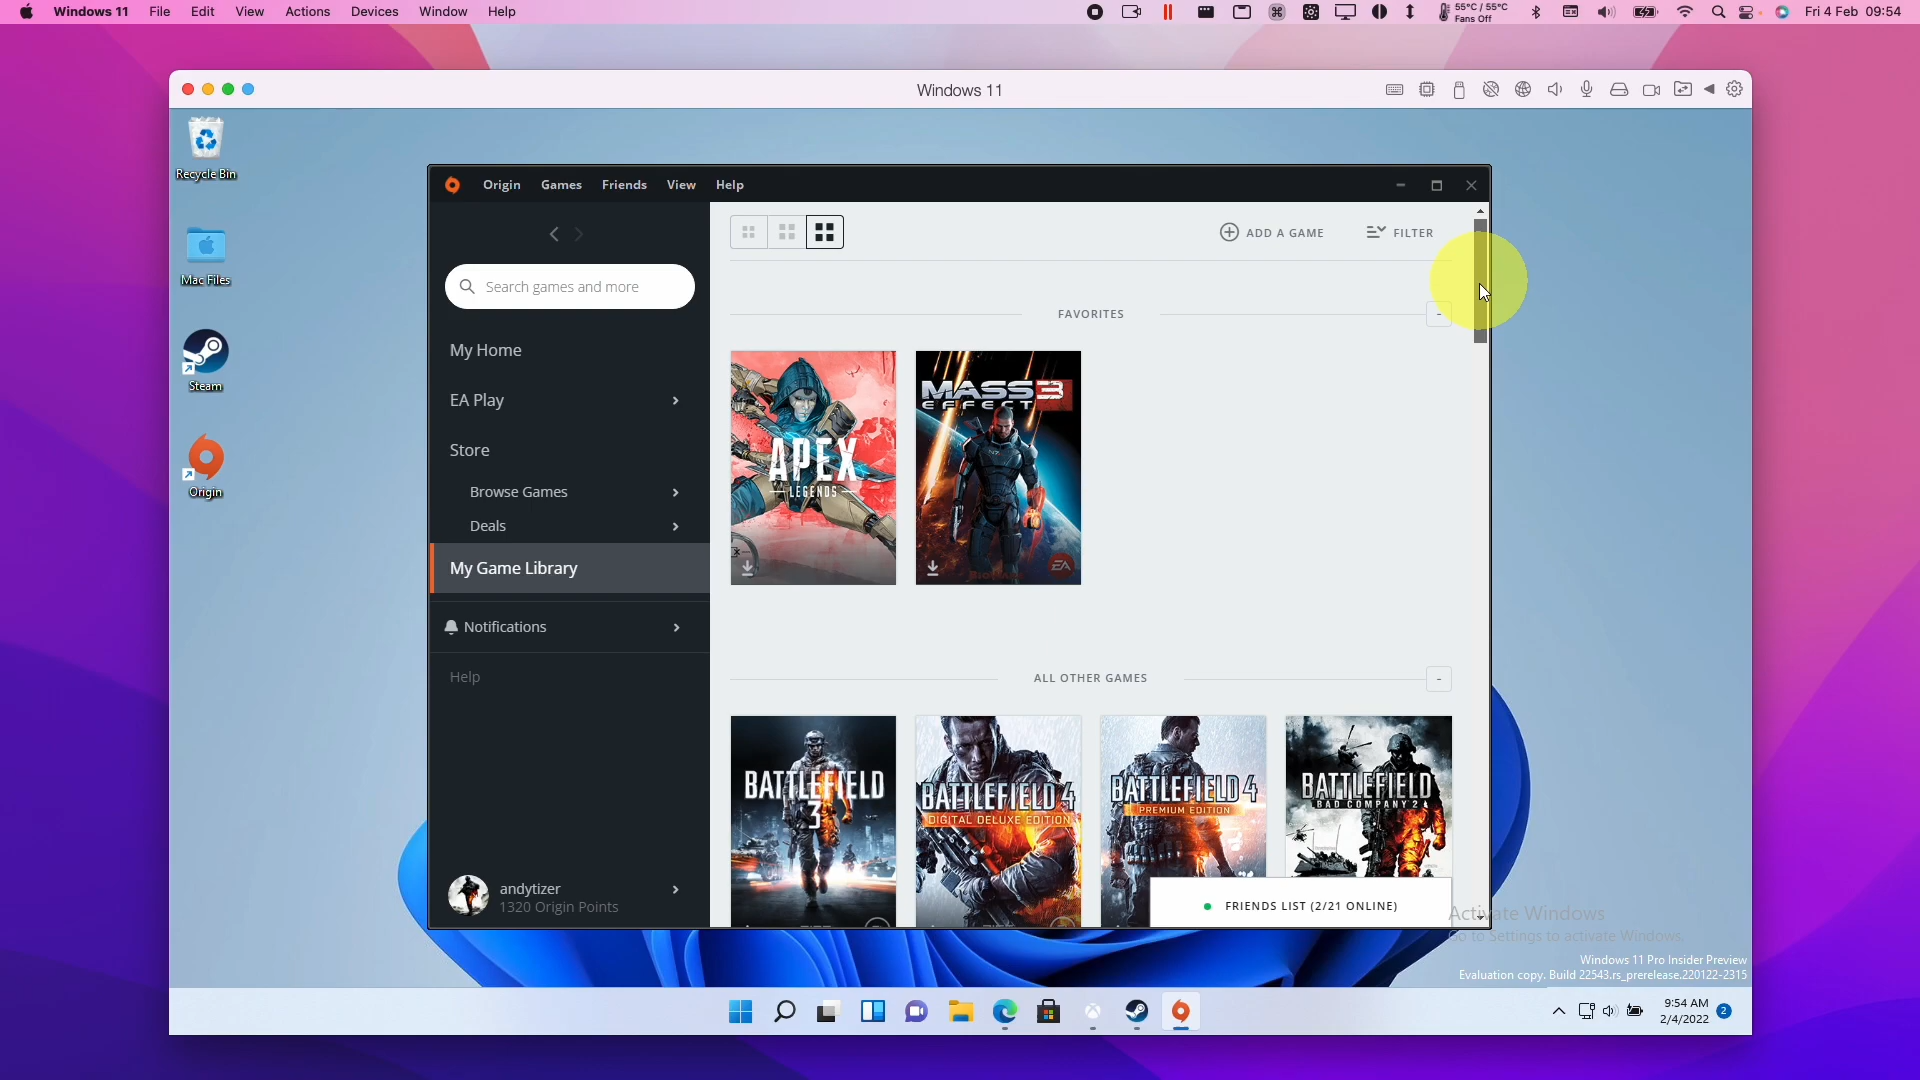 Windows 11 File Edit View Actions Devices Window Help
55°C / 55°C
Fans Off
Fri 4 Feb 09:54
Windows 11
Recycle Bin
Mac Files
Steam
Origin
Origin Games Friends View Help
Search games and more
My Home
EA Play
Store
Browse Games
Deals
My Game Library
Notifications
Help
andytizer
1320 Origin Points
ADD A GAME
FILTER
FAVORITES
APEX
LEGENDS
MASS 3
EFFECT
N7
EA
ALL OTHER GAMES
BATTLEFIELD
3
BATTLEFIELD 4
DIGITAL DELUXE EDITION
BATTLEFIELD 4
PREMIUM EDITION
BATTLEFIELD
BAD COMPANY 2
FRIENDS LIST (2/21 ONLINE)
Activate Windows
Go to Settings to activate Windows.
Windows 11 Pro Insider Preview
Evaluation copy. Build 22543.rs_prerelease.220122-2315
9:54 AM
2/4/2022
2